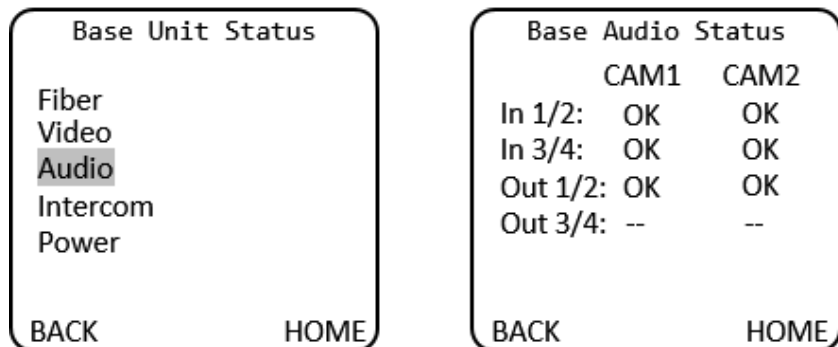 Base Unit Status
Fiber
Video
Audio
Intercom
Power
BACK HOME
Base Audio Status
CAM1 CAM2
In 1/2: OK OK
In 3/4: OK OK
Out 1/2: OK OK
Out 3/4: -- --
BACK HOME